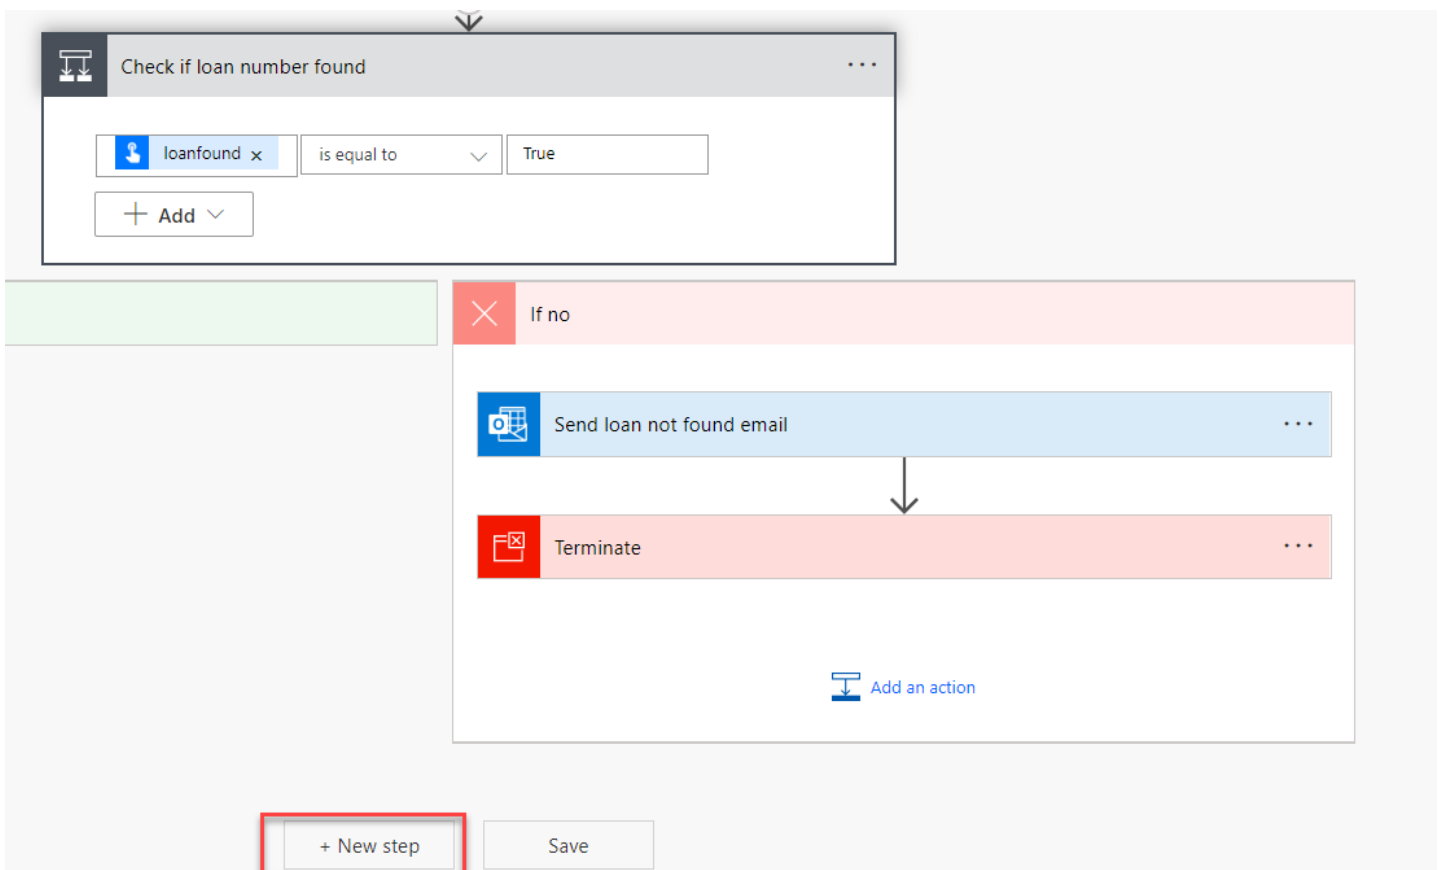 Check if loan number found
loanfound × is equal to True
+ Add
If no
Send loan not found email
Terminate
Add an action
+ New step Save